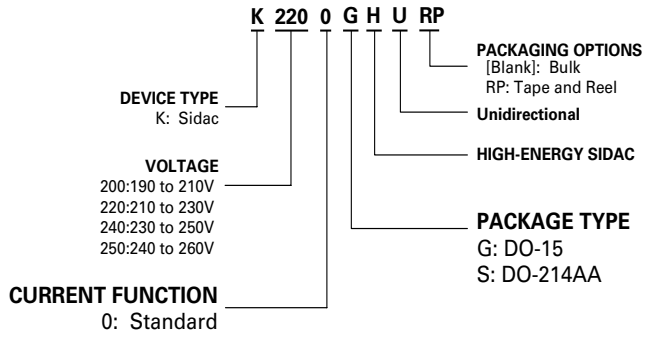 K 220 0 G H U RP
PACKAGING OPTIONS
[Blank]: Bulk
RP: Tape and Reel
Unidirectional
HIGH-ENERGY SIDAC
PACKAGE TYPE
G: DO-15
S: DO-214AA
DEVICE TYPE
K: Sidac
VOLTAGE
200:190 to 210V
220:210 to 230V
240:230 to 250V
250:240 to 260V
CURRENT FUNCTION
0: Standard